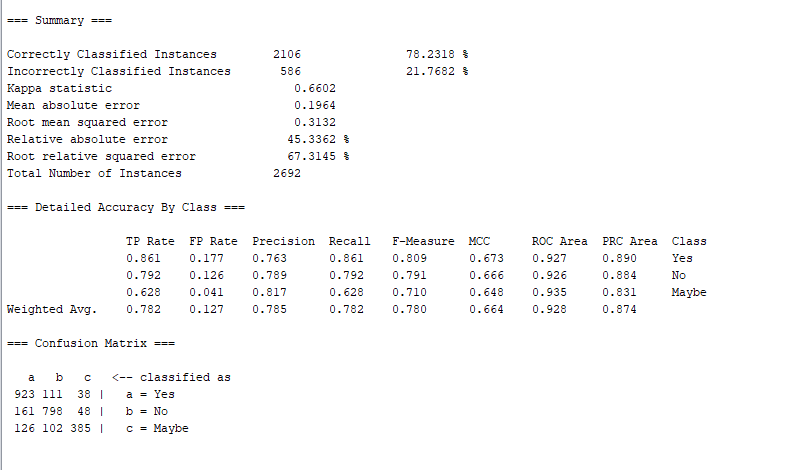 === Summary ===
Correctly Classified Instances 2106 78.2318 %
Incorrectly Classified Instances 586 21.7682 %
Kappa statistic 0.6602
Mean absolute error 0.1964
Root mean squared error 0.3132
Relative absolute error 45.3362 %
Root relative squared error 67.3145 %
Total Number of Instances 2692
=== Detailed Accuracy By Class ===
TP Rate FP Rate Precision Recall F-Measure MCC ROC Area PRC Area Class
0.861 0.177 0.763 0.861 0.809 0.673 0.927 0.890 Yes
0.792 0.126 0.789 0.792 0.791 0.666 0.926 0.884 No
0.628 0.041 0.817 0.628 0.710 0.648 0.935 0.831 Maybe
Weighted Avg. 0.782 0.127 0.785 0.782 0.780 0.664 0.928 0.874
=== Confusion Matrix ===
a b c <-- classified as
923 111 38 | a = Yes
161 798 48 | b = No
126 102 385 | c = Maybe